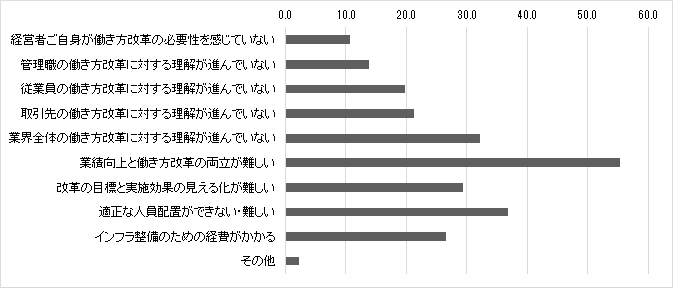 0.0 10.0 20.0 30.0 40.0 50.0 60.0
経営者ご自身が働き方改革の必要性を感じていない
管理職の働き方改革に対する理解が進んでいない
従業員の働き方改革に対する理解が進んでいない
取引先の働き方改革に対する理解が進んでいない
業界全体の働き方改革に対する理解が進んでいない
業績向上と働き方改革の両立が難しい
改革の目標と実施効果の見える化が難しい
適正な人員配置ができない・難しい
インフラ整備のための経費がかかる
その他